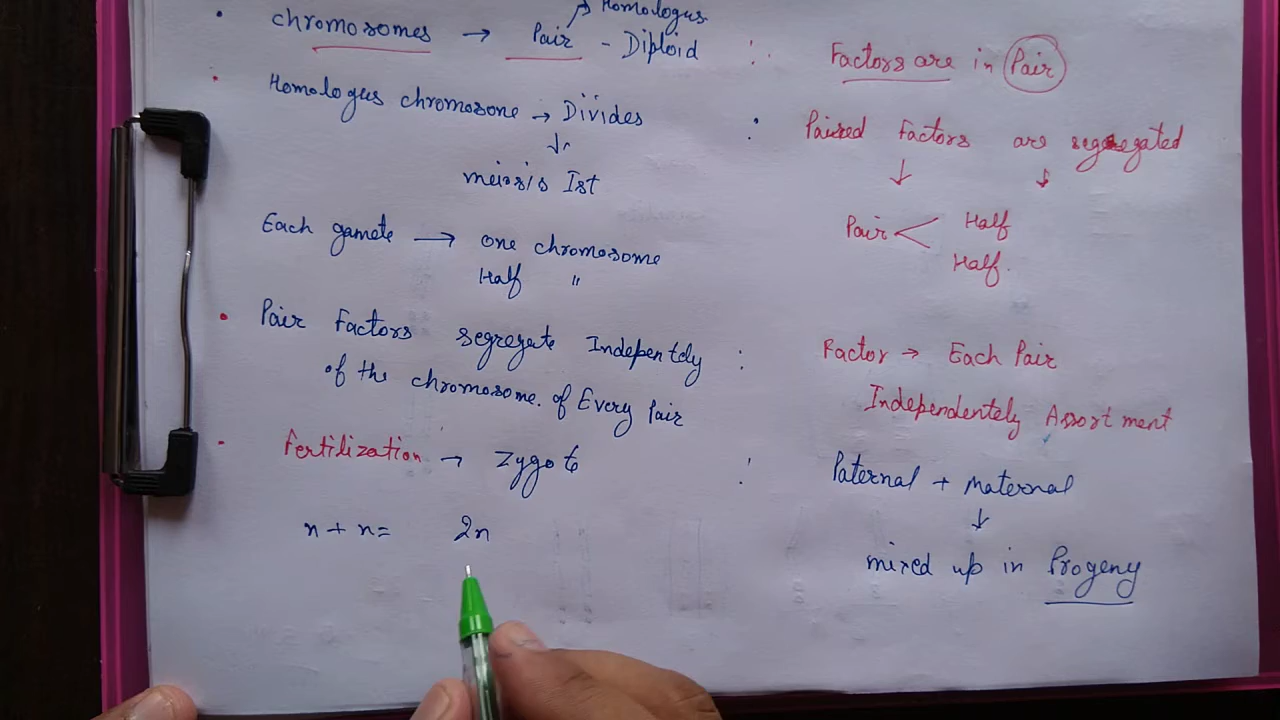 Homologus
chromosomes → Pair - Diploid
∴ Factors are in Pair
Homologus chromosone → Divides
↓
meiosis Ist
: Paired Factors are segregated
↓ ↓
Pair < Half
Half.
Each gamete → one chromosome
Half "
Pair Factors segregate Indepentdy
of the chromosome. of Every Pair
: Factor → Each Pair
Independentely Assortment
Fertilization → Zygote
n + n = 2n
: Paternal + Maternal
↓
mixed up in Progeny